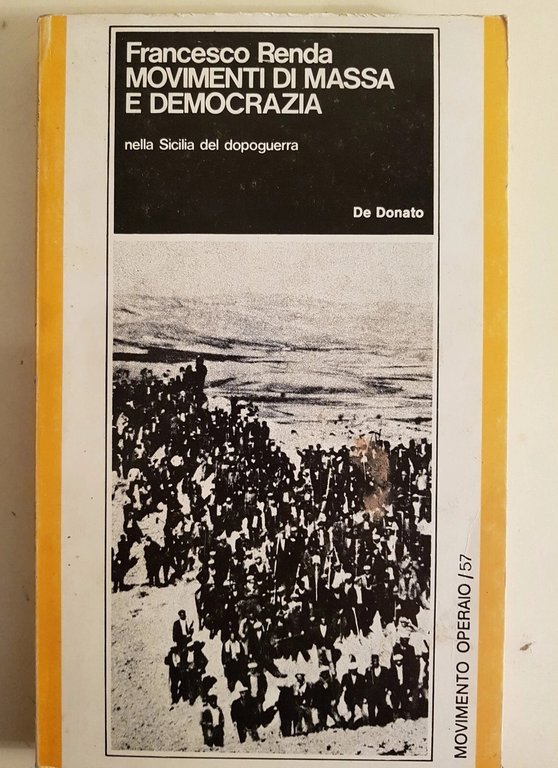 Francesco Renda
MOVIMENTI DI MASSA
E DEMOCRAZIA
nella Sicilia del dopoguerra
De Donato
MOVIMENTO OPERAIO / 57